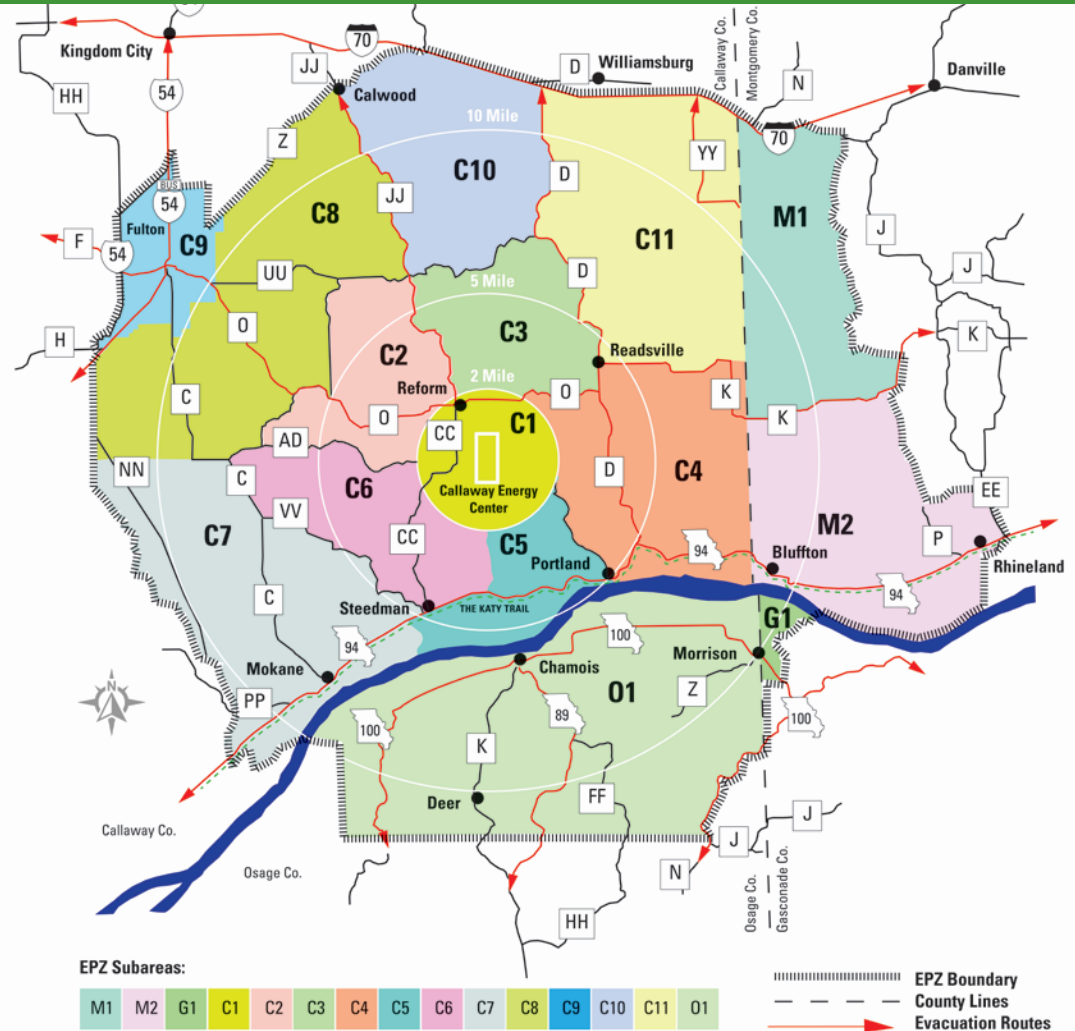 Kingdom City
70
JJ
D
Williamsburg
Callaway Co.
Montgomery Co.
N
Danville
HH
54
Calwood
10 Mile
Z
70
YY
C10
D
BUS
54
JJ
C8
M1
Fulton
C9
C11
F
54
J
J
UU
D
5 Mile
O
C3
K
H
C2
Readsville
2 Mile
Reform
K
C
O
O
K
CC
C1
AD
NN
C
C6
Callaway Energy
Center
D
C4
EE
VV
M2
C7
CC
C5
94
P
Portland
Bluffton
Rhineland
C
Steedman
THE KATY TRAIL
94
G1
94
100
Mokane
Chamois
Morrison
O1
Z
N
PP
89
100
100
K
FF
Deer
Callaway Co.
J
J
Osage Co.
N
Osage Co.
Gasconade Co.
HH
EPZ Subareas:
M1 M2 G1 C1 C2 C3 C4 C5 C6 C7 C8 C9 C10 C11 O1
EPZ Boundary
County Lines
Evacuation Routes